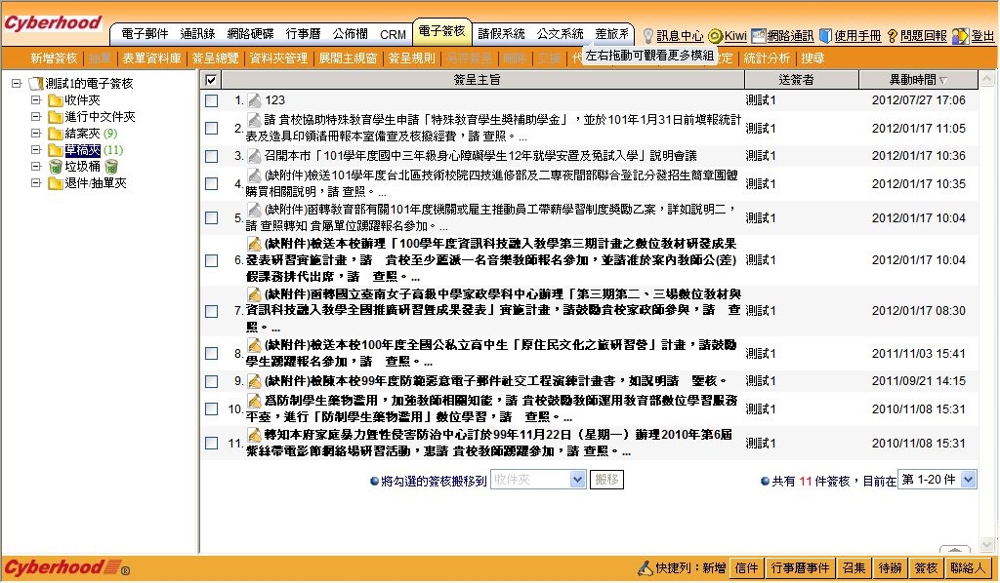 Cyberhood
電子郵件 通訊錄 網路硬碟 行事曆 公佈欄 CRM 電子簽核 請假系統 公文系統 差旅系
訊息中心 Kiwi 網路通訊 使用手冊 問題回報 登出
左右拖動可觀看更多模組
新增簽核 | 抽單 | 表單資料庫 | 簽呈總覽 | 資料夾管理 | 展開主視窗 | 簽呈規則 | 另存簽呈 | 刪除 | 交接 | 代 定 | 統計分析 | 搜尋
測試1的電子簽核
收件夾
進行中文件夾
結案夾 (9)
草稿夾 (11)
垃圾桶
退件/抽單夾
簽呈主旨 送簽者 異動時間
1. 123 測試1 2012/07/27 17:06
2. 請 貴校協助特殊教育學生申請「特殊教育學生獎補助學金」，並於101年1月31日前填報統計
表及造具印領清冊報本室備查及核撥經費，請 查照。... 測試1 2012/01/17 11:05
3. 召開本市「101學年度國中三年級身心障礙學生12年就學安置及免試入學」說明會議 測試1 2012/01/17 10:36
4. (缺附件)檢送101學年度台北區技術校院四技進修部及二專夜間部聯合登記分發招生簡章團體
購買相關說明，請 查照。... 測試1 2012/01/17 10:35
5. (缺附件)函轉教育部有關101年度機關或雇主推動員工帶薪學習制度獎勵乙案，詳如說明二，
請 查照轉知 貴屬單位踴躍報名參加。... 測試1 2012/01/17 10:04
6. (缺附件)檢送本校辦理「100學年度資訊科技融入教學第三期計畫之數位教材研發成果
發表研習實施計畫，請　貴校至少薦派一名音樂教師報名參加，並請准於案內教師公(差)
假課務排代出席，請　查照。... 測試1 2012/01/17 10:04
7. (缺附件)函轉國立臺南女子高級中學家政學科中心辦理「第三期第二、三場數位教材與
資訊科技融入教學全國推廣研習暨成果發表」實施計畫，請鼓勵貴校家政師參與，請　查
照。... 測試1 2012/01/17 08:30
8. (缺附件)檢送本校100年度全國公私立高中生「原住民文化之旅研習營」計畫，請鼓勵
學生踴躍報名參加，請　查照。... 測試1 2011/11/03 15:41
9. (缺附件)檢陳本校99年度防範惡意電子郵件社交工程演練計畫書，如說明請　鑒核。 測試1 2011/09/21 14:15
10. 為防制學生藥物濫用，加強教師相關知能，請 貴校鼓勵教師運用教育部數位學習服務
平臺，進行「防制學生藥物濫用」數位學習，請　查照。... 測試1 2010/11/08 15:31
11. 轉知本府家庭暴力暨性侵害防治中心訂於99年11月22日（星期一）辦理2010年第6屆
紫絲帶電影節網絡場研習活動，惠請 貴校教師踴躍參加，請 查照。... 測試1 2010/11/08 15:31
將勾選的簽核搬移到 收件夾 搬移 共有 11 件簽核，目前在 第 1-20 件
Cyberhood ® 快捷列：新增 信件 行事曆事件 召集 待辦 簽核 聯絡人